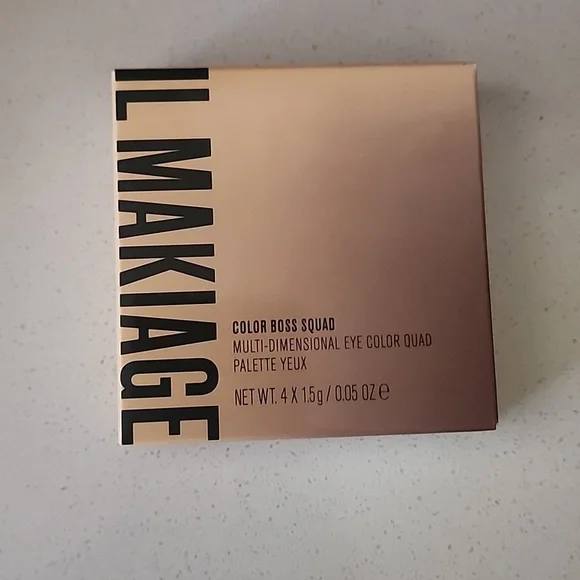 IL MAKIAGE
COLOR BOSS SQUAD
MULTI-DIMENSIONAL EYE COLOR QUAD
PALETTE YEUX
NET WT. 4 X 1.5g / 0.05 OZ ℮